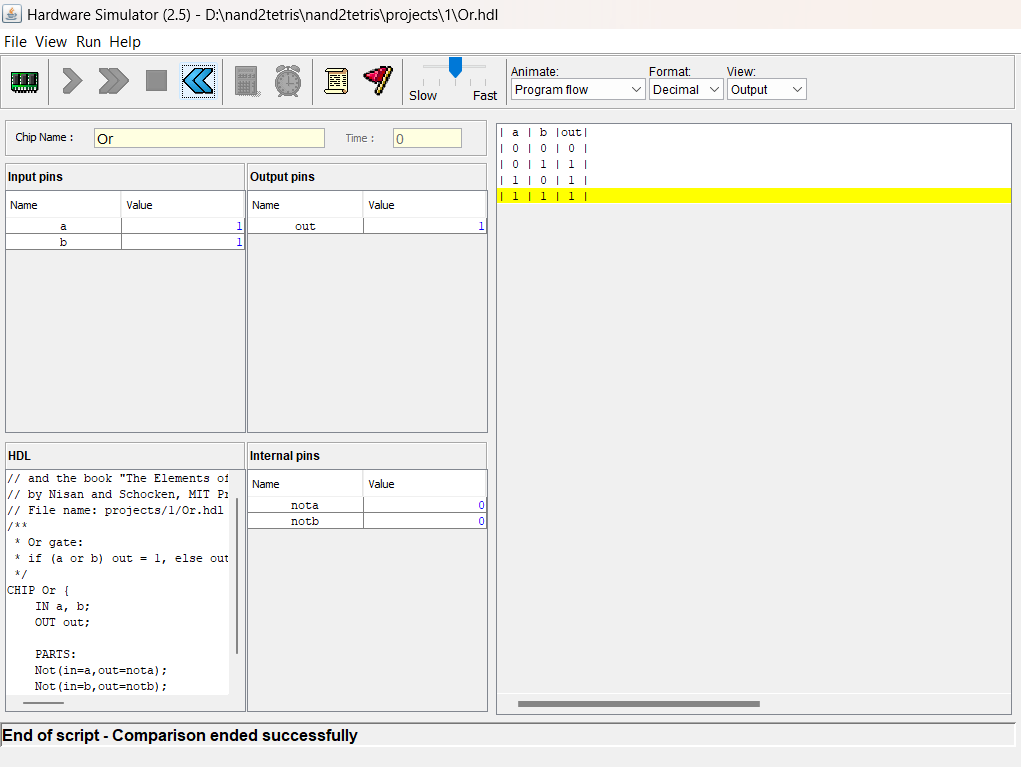 Hardware Simulator (2.5) - D:\nand2tetris\nand2tetris\projects\1\Or.hdl
File View Run Help
Slow Fast
Animate: Format: View:
Program flow Decimal Output
Chip Name : Or Time : 0
Input pins
Name Value
a 1
b 1
Output pins
Name Value
out 1
HDL
// and the book "The Elements of
// by Nisan and Schocken, MIT Pr
// File name: projects/1/Or.hdl
/**
* Or gate:
* if (a or b) out = 1, else out
*/
CHIP Or {
IN a, b;
OUT out;
PARTS:
Not(in=a,out=nota);
Not(in=b,out=notb);
Internal pins
Name Value
nota 0
notb 0
| a | b |out|
| 0 | 0 | 0 |
| 0 | 1 | 1 |
| 1 | 0 | 1 |
| 1 | 1 | 1 |
End of script - Comparison ended successfully